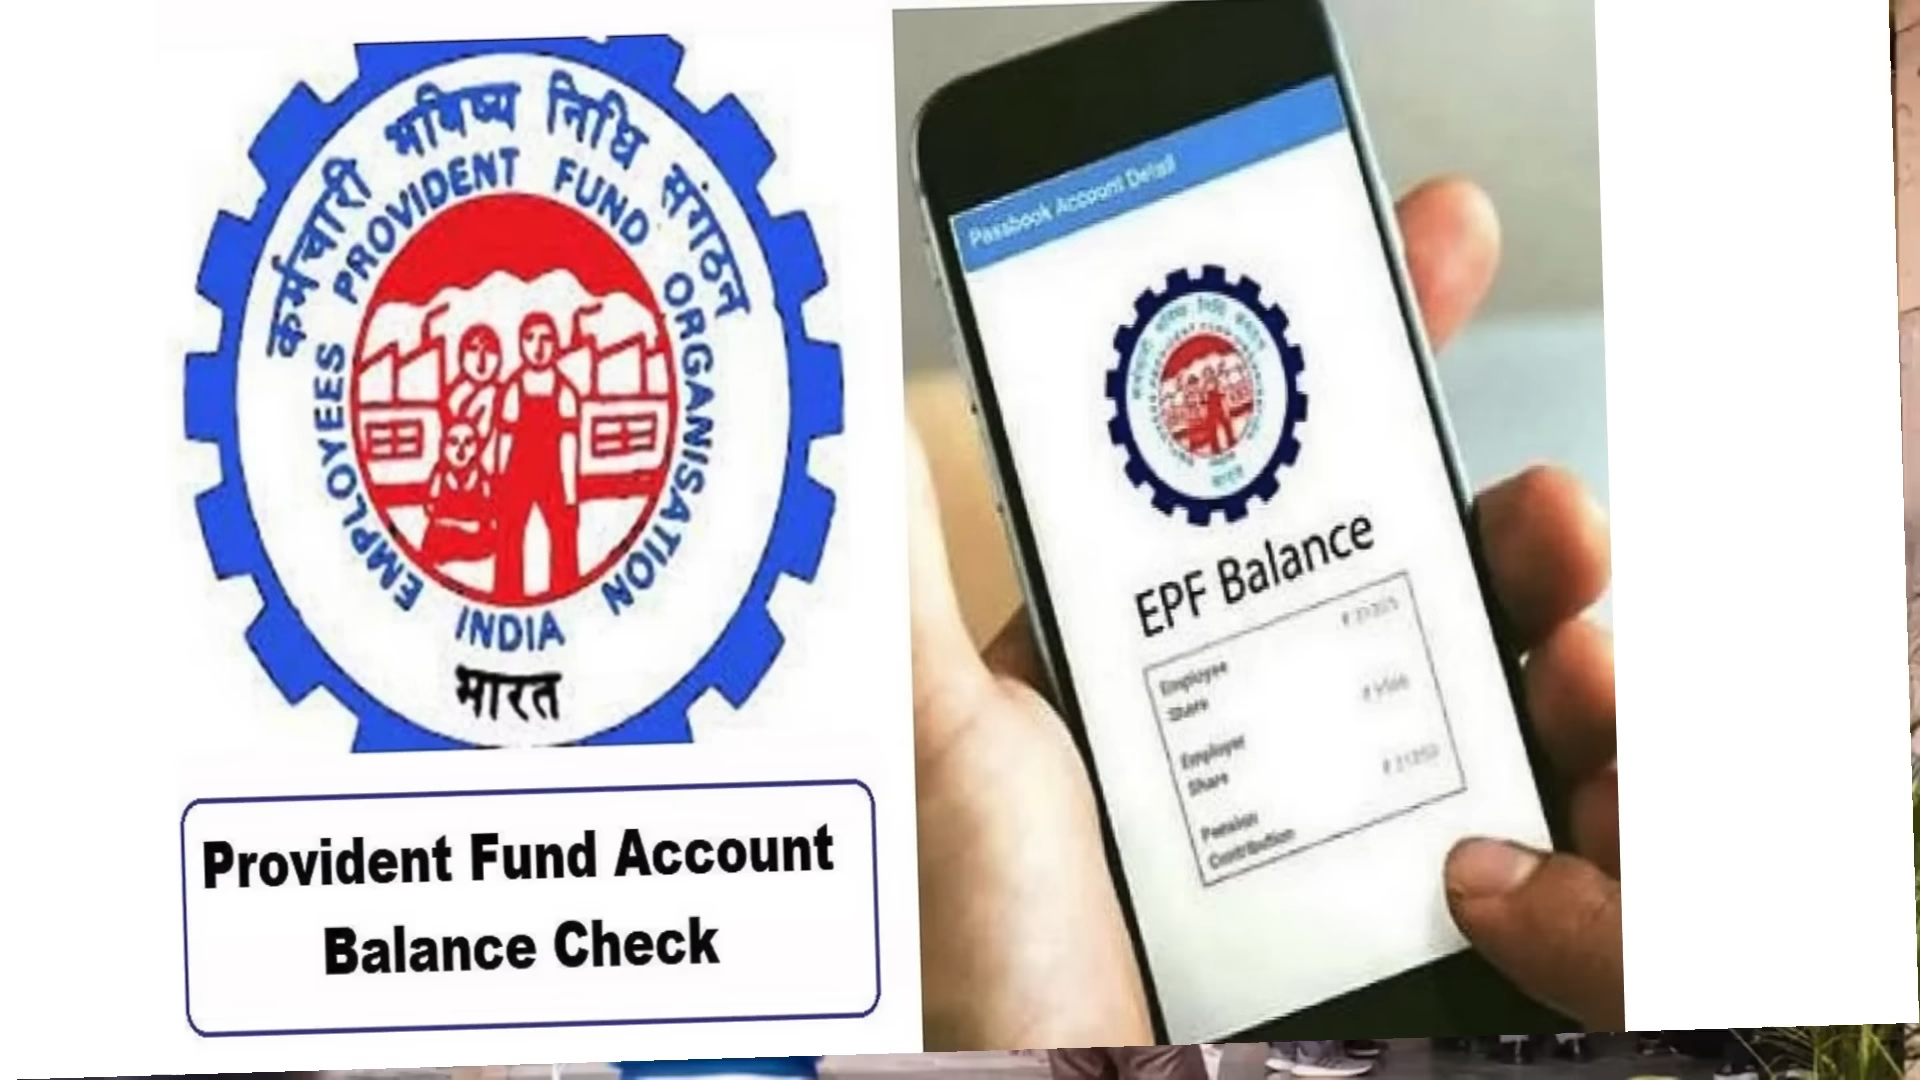 कर्मचारी भविष्य निधि संगठन
EMPLOYEES PROVIDENT FUND ORGANISATION
INDIA
भारत
Provident Fund Account
Balance Check
Passbook Account Detail
EPF Balance
Employee
Share
Employer
Share
Pension
Contribution